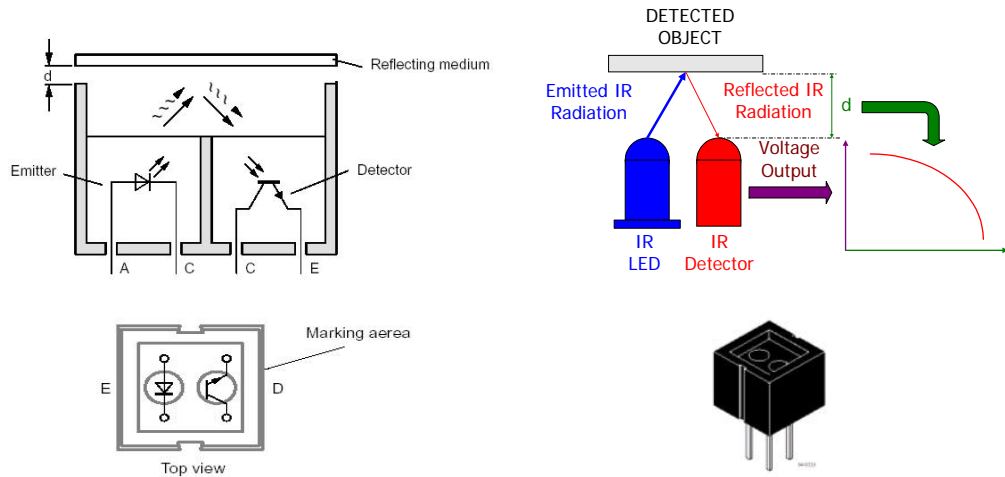 d
Reflecting medium
Emitter
Detector
A
C
C
E
DETECTED
OBJECT
Emitted IR
Radiation
Reflected IR
Radiation
d
Voltage
Output
IR
LED
IR
Detector
Marking aerea
E
D
Top view